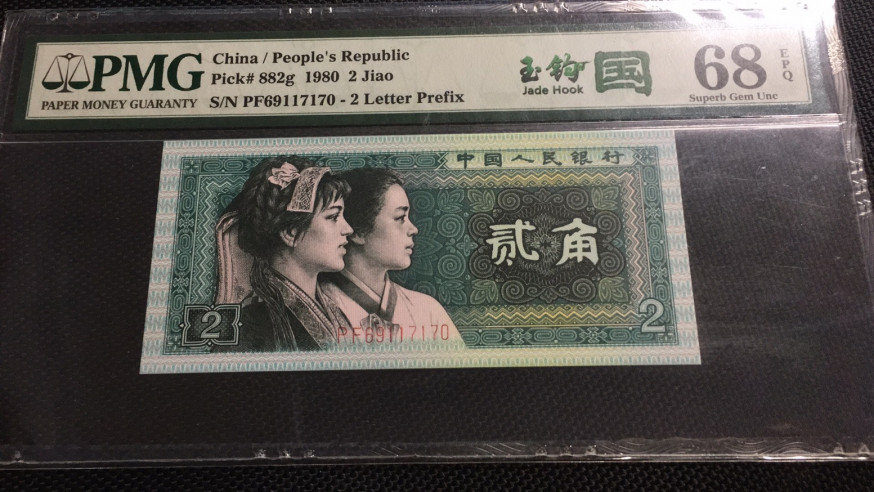 PMG
PAPER MONEY GUARANTY
China / People's Republic
Pick# 882g 1980 2 Jiao
S/N PF69117170 - 2 Letter Prefix
玉钩 国
Jade Hook
68 EPQ
Superb Gem Unc
中国人民银行
贰角
2
2
PF69117170